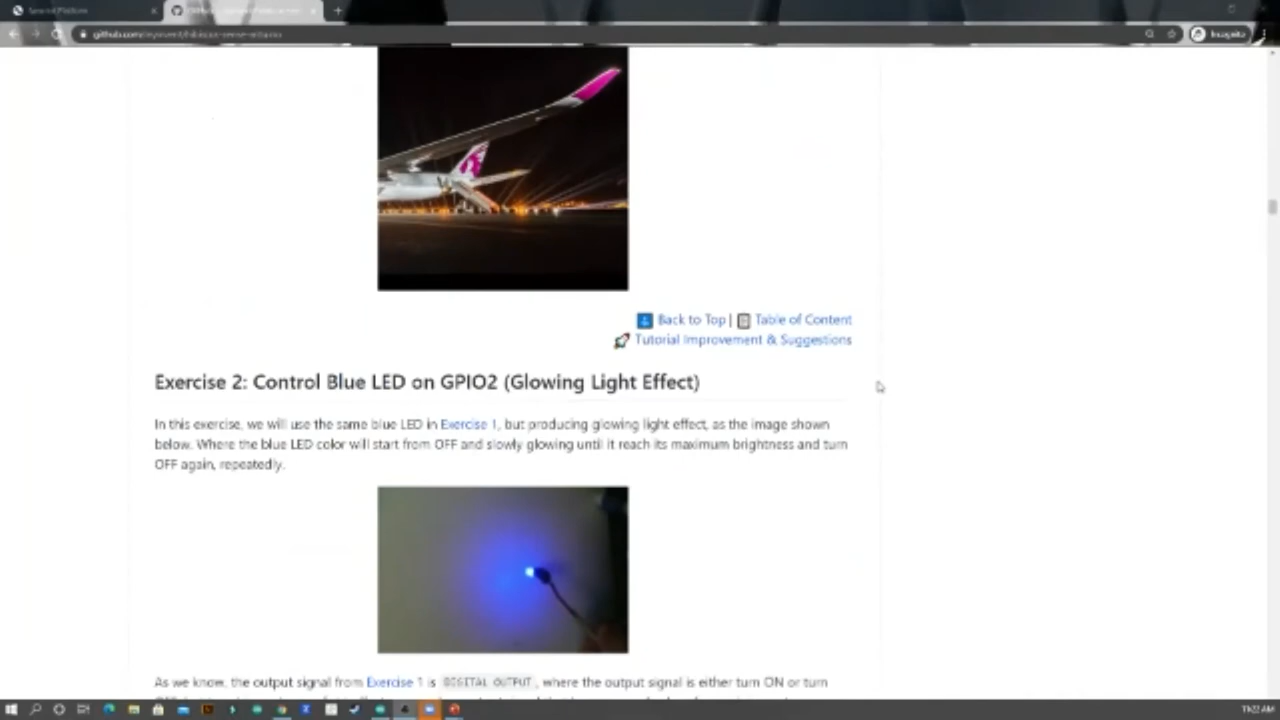 Back to Top | Table of Content
Tutorial Improvement & Suggestions
Exercise 2: Control Blue LED on GPIO2 (Glowing Light Effect)
In this exercise, we will use the same blue LED in Exercise 1, but producing glowing light effect, as the image shown
below. Where the blue LED color will start from OFF and slowly glowing until it reach its maximum brightness and turn
OFF again, repeatedly.
As we know, the output signal from Exercise 1 is DIGITAL OUTPUT, where the output signal is either turn ON or turn
11:22 AM